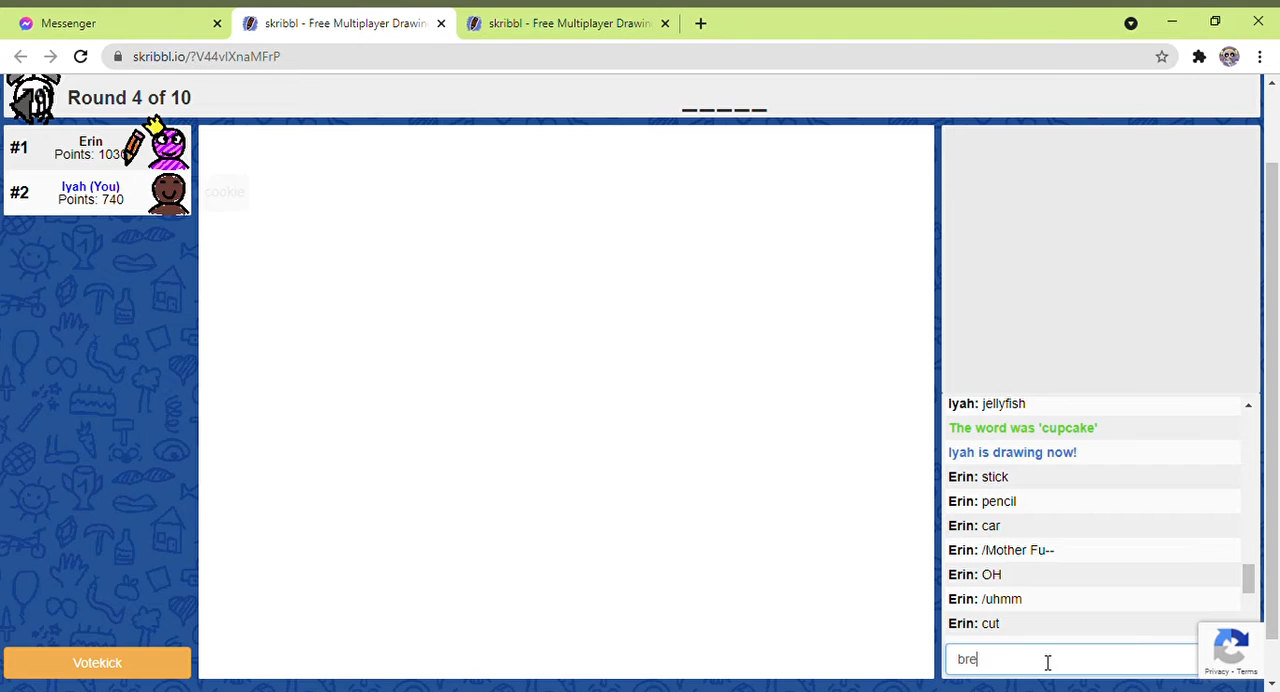 Messenger
skribbl - Free Multiplayer Drawin
skribbl - Free Multiplayer Drawin
skribbl.io/?V44vIXnaMFrP
Round 4 of 10
_ _ _ _ _
#1
Erin
Points: 1030
#2
Iyah (You)
Points: 740
cookie
Iyah: jellyfish
The word was 'cupcake'
Iyah is drawing now!
Erin: stick
Erin: pencil
Erin: car
Erin: /Mother Fu--
Erin: OH
Erin: /uhmm
Erin: cut
bre
Privacy - Terms
Votekick